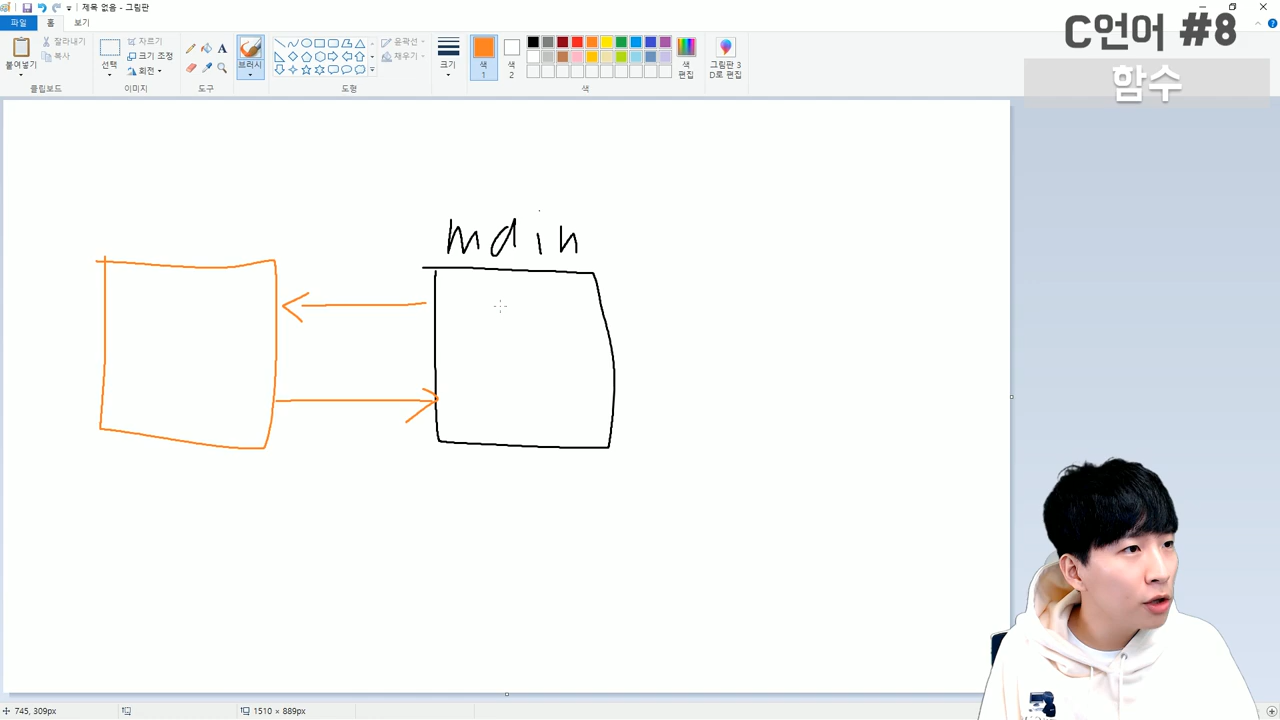 제목 없음 - 그림판
파일 홈 보기
C언어 #8
함수
붙여넣기
잘라내기
복사
클립보드
선택
자르기
크기 조정
회전
이미지
A
도구
브러시
윤곽선
채우기
도형
크기
색 1
색 2
색 편집
그림판 3D로 편집
색
main
745, 309px
1510 × 889px